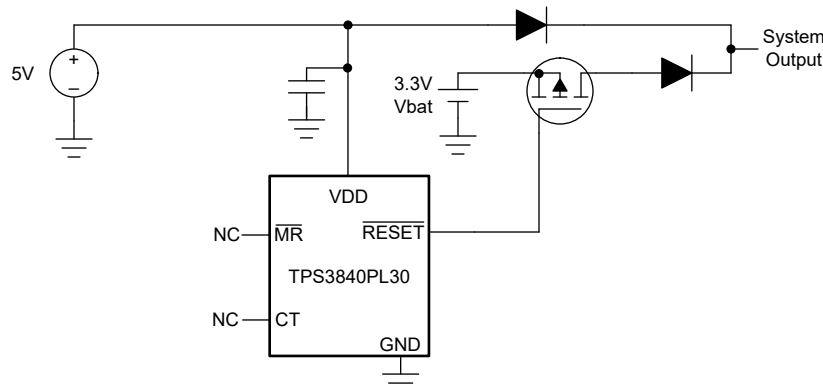 System
Output
5V
+
−
3.3V
Vbat
VDD
NC
MR
RESET
TPS3840PL30
NC
CT
GND